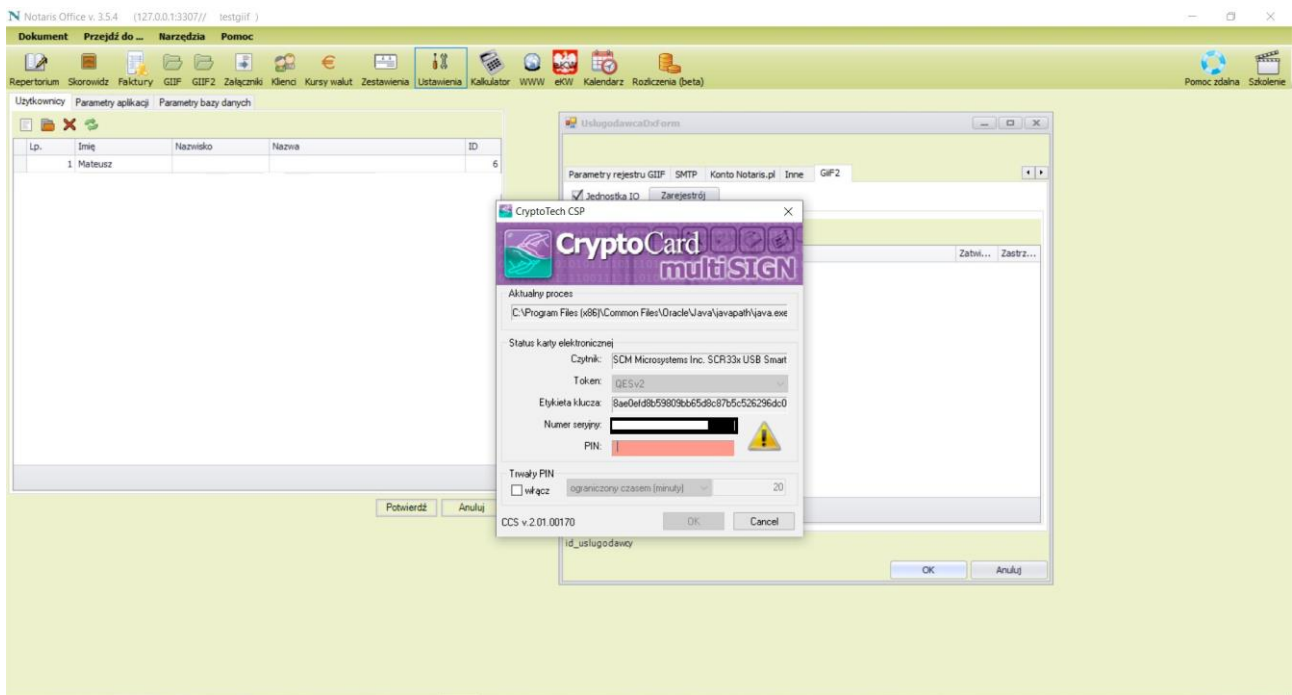 Notaris Office v. 3.5.4 (127.0.0.1:3307// testgiif )
Dokument Przejdź do ... Narzędzia Pomoc
Repertorium Skorowidz Faktury GIIF GIIF2 Załączniki Klienci Kursy walut Zestawienia Ustawienia Kalkulator WWW eKW Kalendarz Rozliczenia (beta) Pomoc zdalna Szkolenie
Użytkownicy Parametry aplikacji Parametry bazy danych
Lp. Imię Nazwisko Nazwa ID
1 Mateusz 6
Potwierdź Anuluj
UslugodawcaDxForm
Parametry rejestru GIIF SMTP Konto Notaris.pl Inne GIF2
Jednostka IO Zarejestrój
Zatwi... Zastrz...
CryptoTech CSP
CryptoCard
multiSIGN
Aktualny proces
C:\Program Files (x86)\Common Files\Oracle\Java\javapath\java.exe
Status karty elektronicznej
Czytnik: SCM Microsystems Inc. SCR33x USB Smart
Token: QESv2
Etykieta klucza: 8ae0efd8b59809bb65d8c87b5c526296dc0
Numer seryjny:
PIN:
Trwały PIN
włącz ograniczony czasem (minuty) 20
CCS v.2.01.00170 OK Cancel
id_uslugodawcy
OK Anuluj